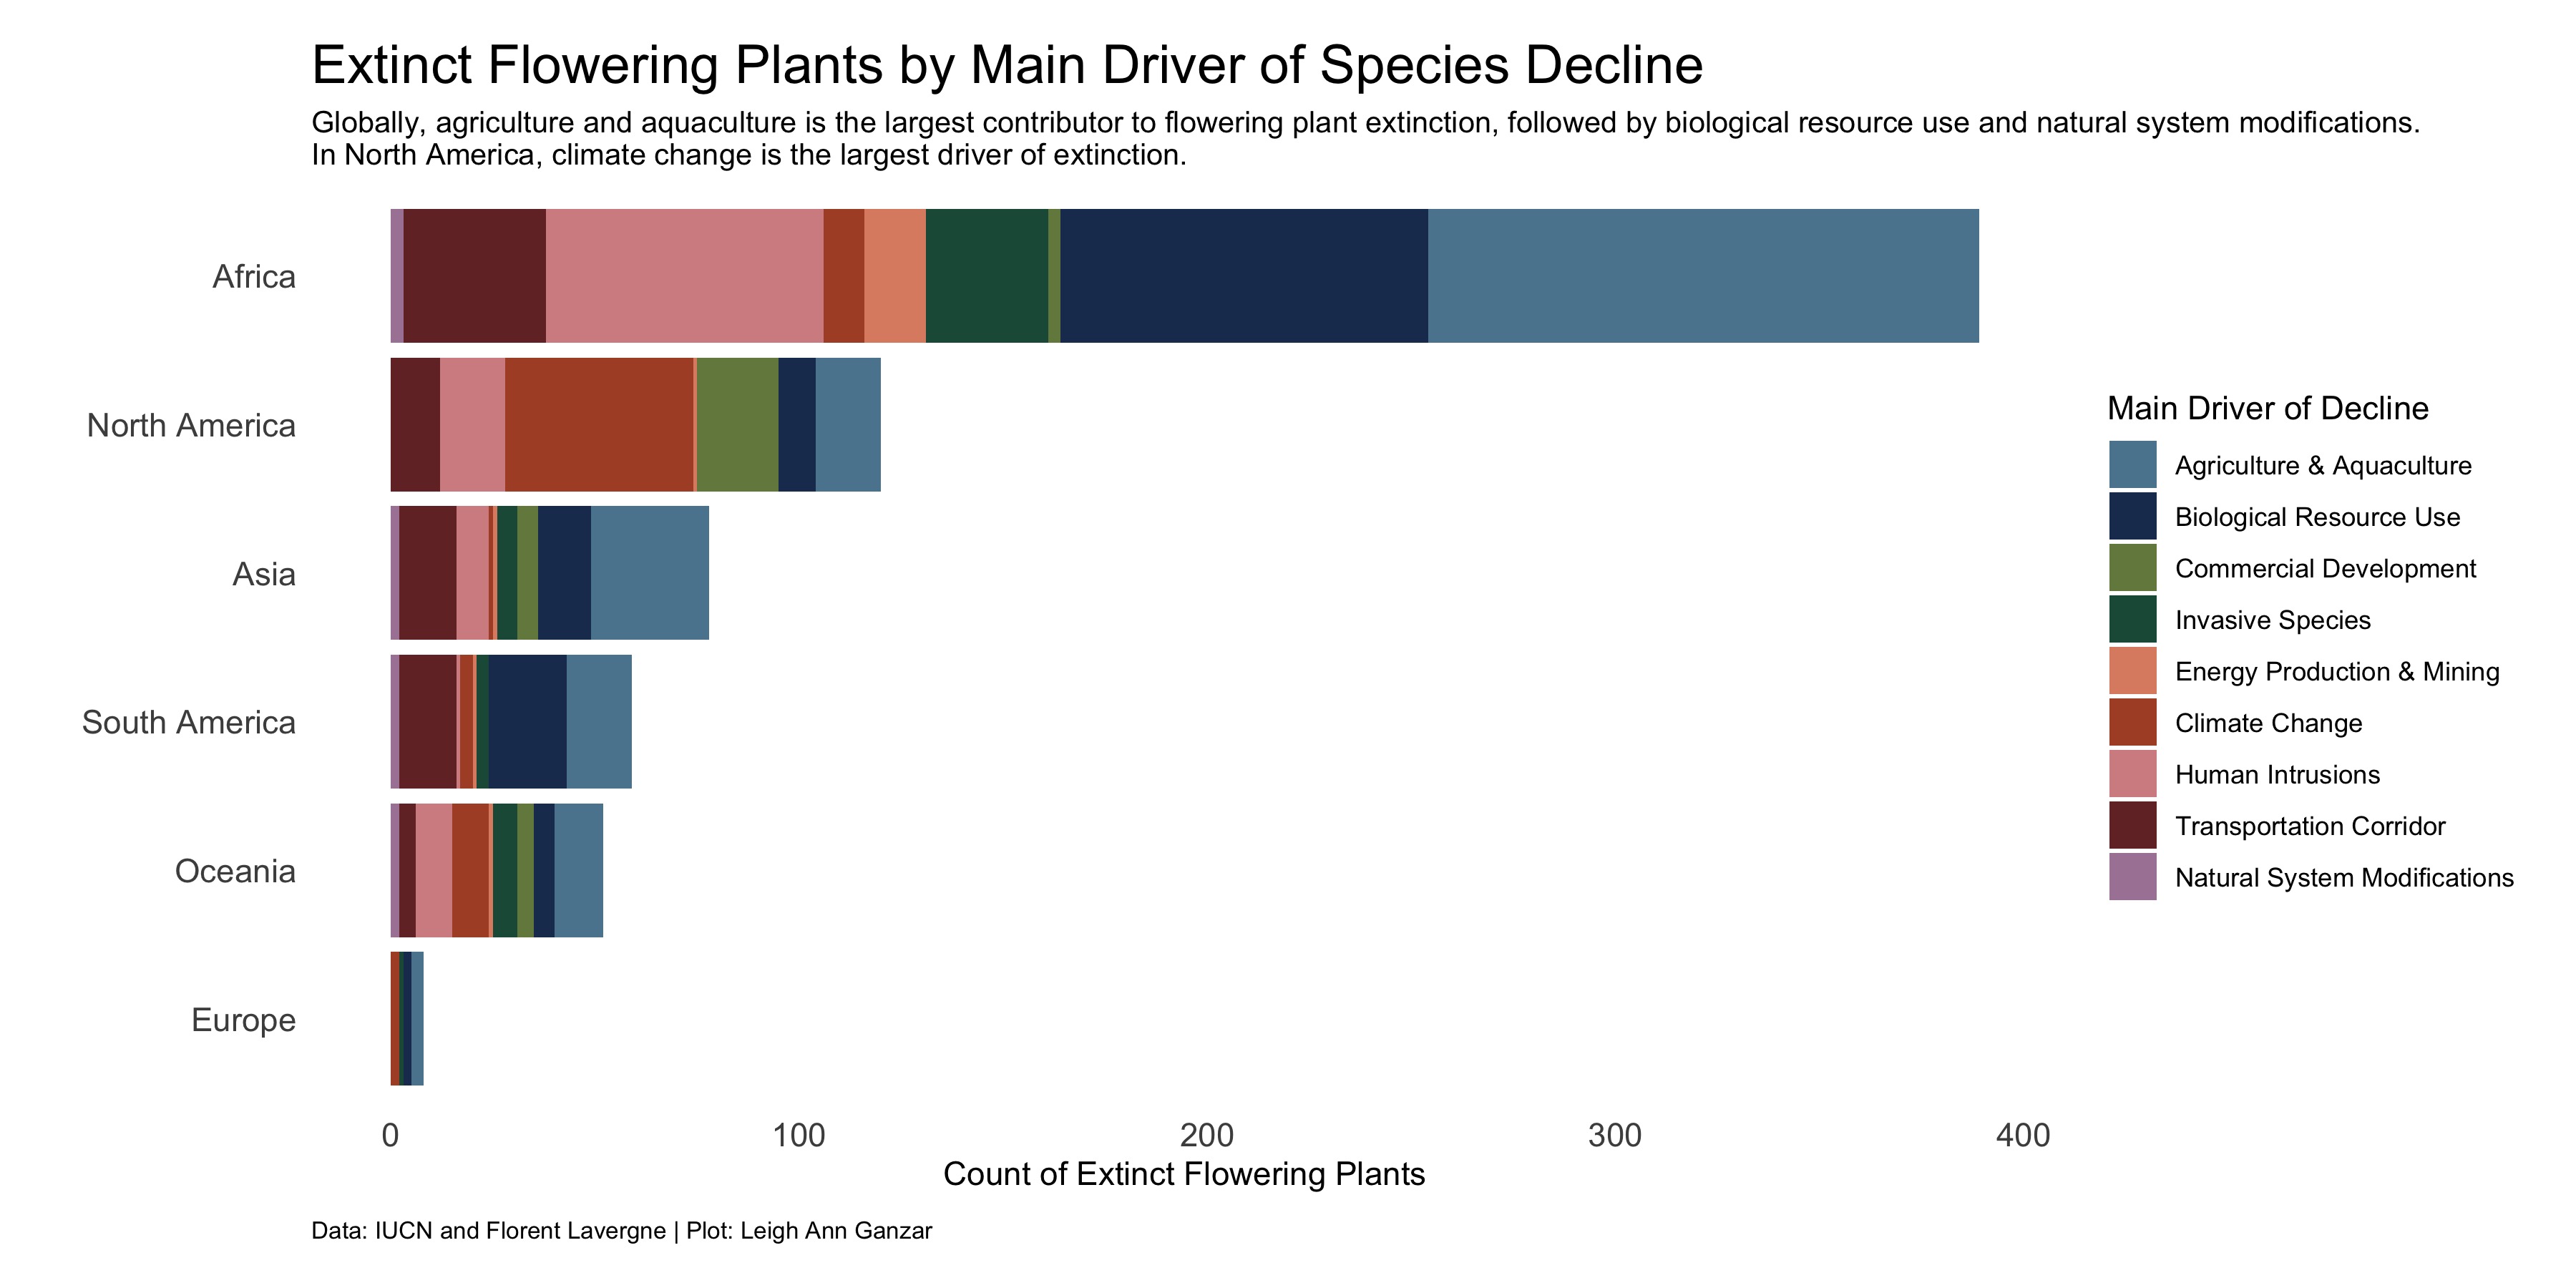 Extinct Flowering Plants by Main Driver of Species Decline
Globally, agriculture and aquaculture is the largest contributor to flowering plant extinction, followed by biological resource use and natural system modifications.
In North America, climate change is the largest driver of extinction.
Africa
North America
Asia
South America
Oceania
Europe
0 100 200 300 400
Count of Extinct Flowering Plants
Main Driver of Decline
Agriculture & Aquaculture
Biological Resource Use
Commercial Development
Invasive Species
Energy Production & Mining
Climate Change
Human Intrusions
Transportation Corridor
Natural System Modifications
Data: IUCN and Florent Lavergne | Plot: Leigh Ann Ganzar